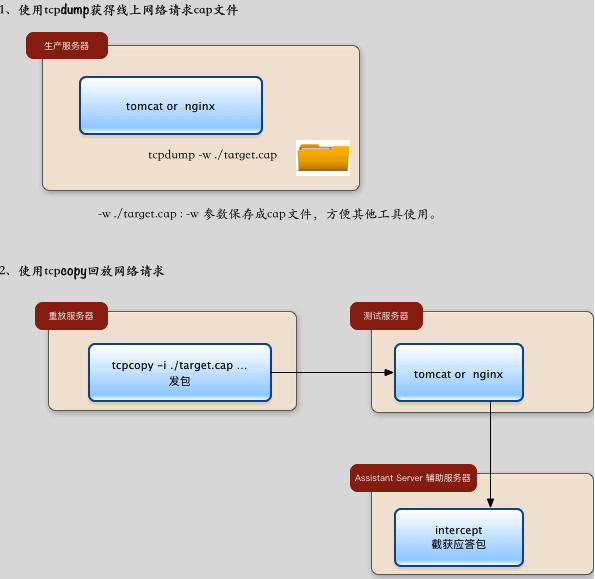 1、使用tcpdump获得线上网络请求cap文件
生产服务器
tomcat or nginx
tcpdump -w ./target.cap
-w ./target.cap : -w 参数保存成cap文件，方便其他工具使用。
2、使用tcpcopy回放网络请求
重放服务器
tcpcopy -i ./target.cap ...
发包
测试服务器
tomcat or nginx
Assistant Server 辅助服务器
intercept
截获应答包